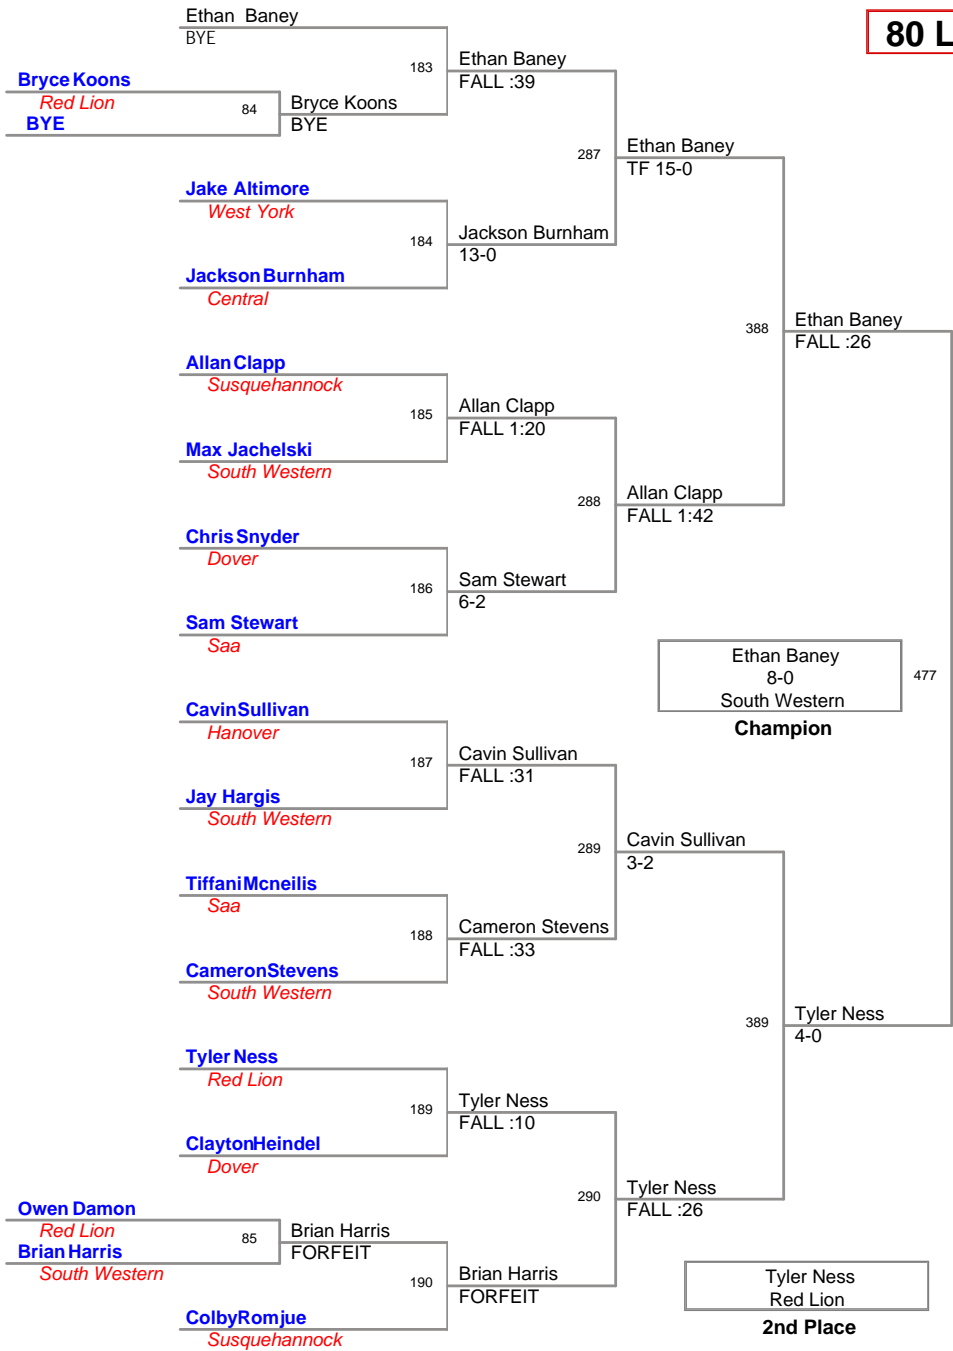 Ethan Baney
BYE
80 L
183
Ethan Baney
FALL :39
Bryce Koons
Red Lion
84
Bryce Koons
BYE
BYE
287
Ethan Baney
TF 15-0
Jake Altimore
West York
184
Jackson Burnham
13-0
Jackson Burnham
Central
388
Ethan Baney
FALL :26
Allan Clapp
Susquehannock
185
Allan Clapp
FALL 1:20
Max Jachelski
South Western
288
Allan Clapp
FALL 1:42
Chris Snyder
Dover
186
Sam Stewart
6-2
Sam Stewart
Saa
Ethan Baney
8-0
South Western
477
Champion
Cavin Sullivan
Hanover
187
Cavin Sullivan
FALL :31
Jay Hargis
South Western
289
Cavin Sullivan
3-2
Tiffani Mcneilis
Saa
188
Cameron Stevens
FALL :33
Cameron Stevens
South Western
389
Tyler Ness
4-0
Tyler Ness
Red Lion
189
Tyler Ness
FALL :10
Clayton Heindel
Dover
290
Tyler Ness
FALL :26
Owen Damon
Red Lion
85
Brian Harris
FORFEIT
Brian Harris
South Western
190
Brian Harris
FORFEIT
Colby Romjue
Susquehannock
Tyler Ness
Red Lion
2nd Place